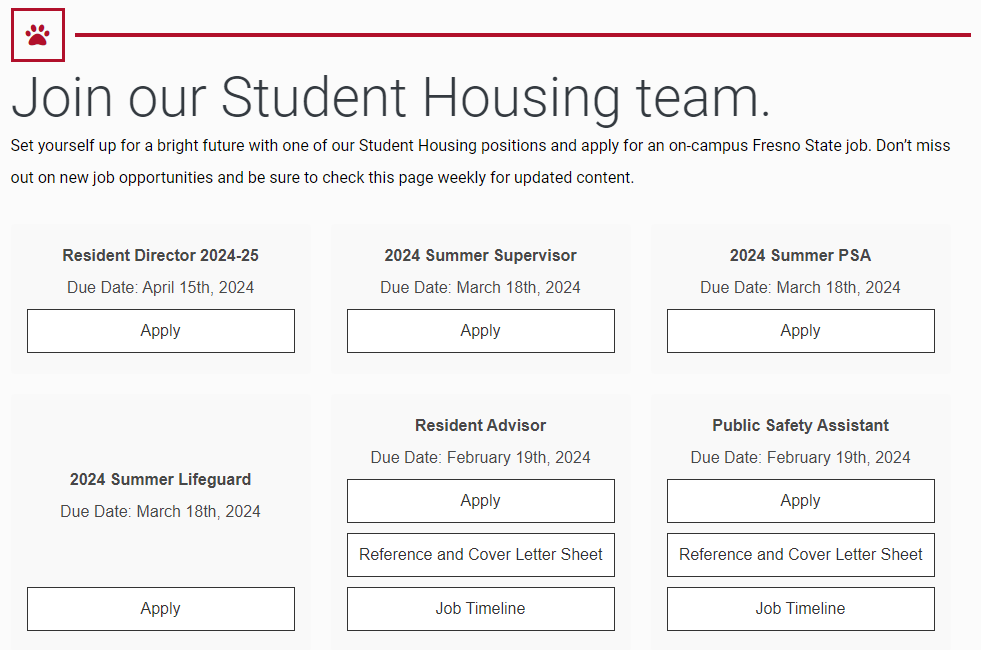 Join our Student Housing team.
Set yourself up for a bright future with one of our Student Housing positions and apply for an on-campus Fresno State job. Don’t miss
out on new job opportunities and be sure to check this page weekly for updated content.
Resident Director 2024-25
Due Date: April 15th, 2024
Apply
2024 Summer Supervisor
Due Date: March 18th, 2024
Apply
2024 Summer PSA
Due Date: March 18th, 2024
Apply
2024 Summer Lifeguard
Due Date: March 18th, 2024
Apply
Resident Advisor
Due Date: February 19th, 2024
Apply
Reference and Cover Letter Sheet
Job Timeline
Public Safety Assistant
Due Date: February 19th, 2024
Apply
Reference and Cover Letter Sheet
Job Timeline